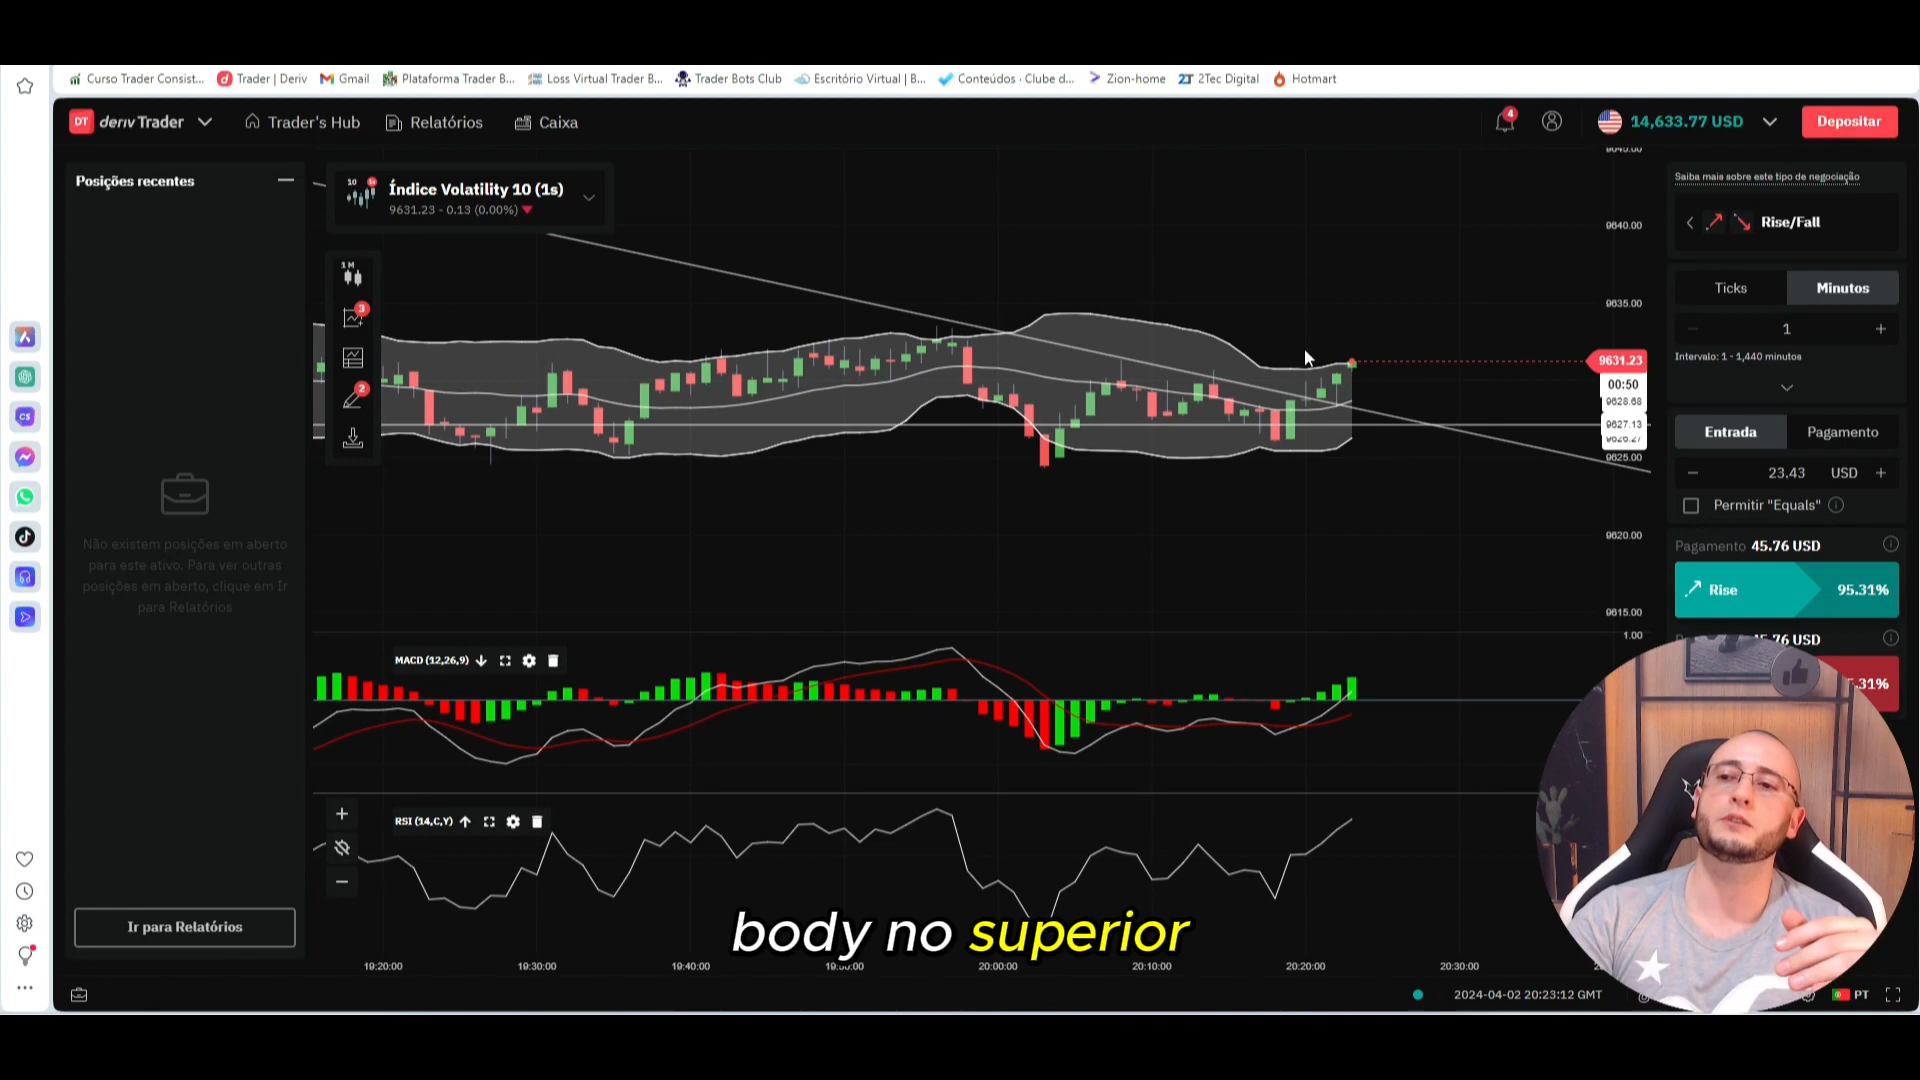 Curso Trader Consist...
Trader | Deriv
Gmail
Plataforma Trader B...
Loss Virtual Trader B...
Trader Bots Club
Escritório Virtual | B...
Conteúdos · Clube d...
Zion-home
2Tec Digital
Hotmart
DT
deriv Trader
Trader's Hub
Relatórios
Caixa
4
14,633.77 USD
Depositar
Posições recentes
Não existem posições em aberto
para este ativo. Para ver outras
posições em aberto, clique em Ir
para Relatórios
Ir para Relatórios
10
Índice Volatility 10 (1s)
9631.23 - 0.13 (0.00%)
1M
3
2
9645.00
9640.00
9635.00
9631.23
00:50
9628.68
9627.13
9625.00
9620.00
9615.00
1.00
MACD (12,26,9)
RSI (14,C,Y)
19:20:00
19:30:00
19:40:00
20:00:00
20:10:00
20:20:00
20:30:00
body no superior
2024-04-02 20:23:12 GMT
PT
Saiba mais sobre este tipo de negociação
Rise/Fall
Ticks
Minutos
1
Intervalo: 1 - 1,440 minutos
Entrada
Pagamento
23.43
USD
Permitir "Equals"
Pagamento 45.76 USD
Rise
95.31%
.76 USD
.31%